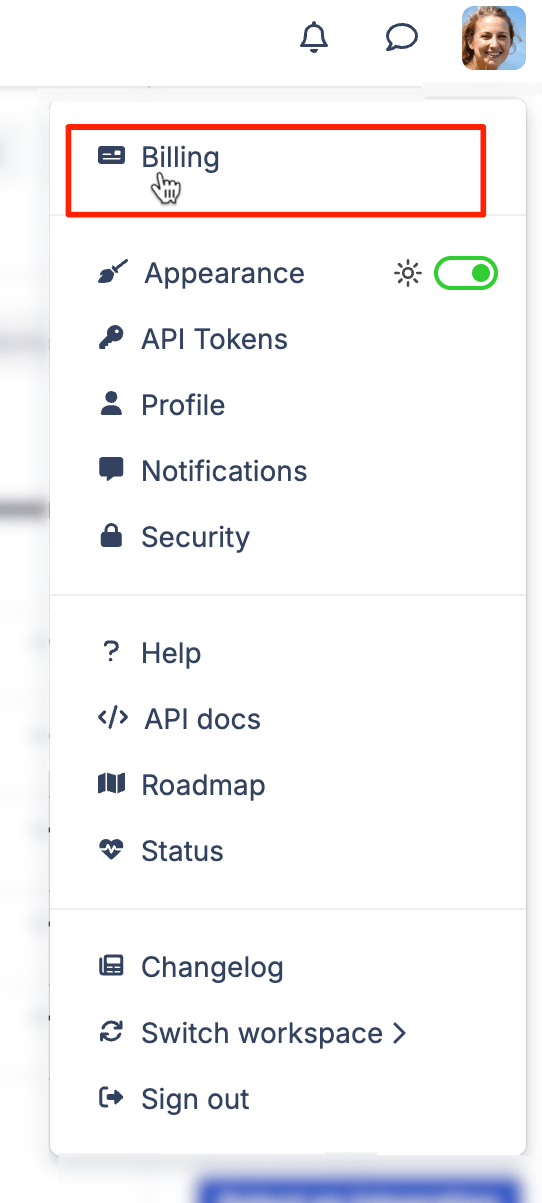 Billing
Appearance
API Tokens
Profile
Notifications
Security
Help
API docs
Roadmap
Status
Changelog
Switch workspace
Sign out